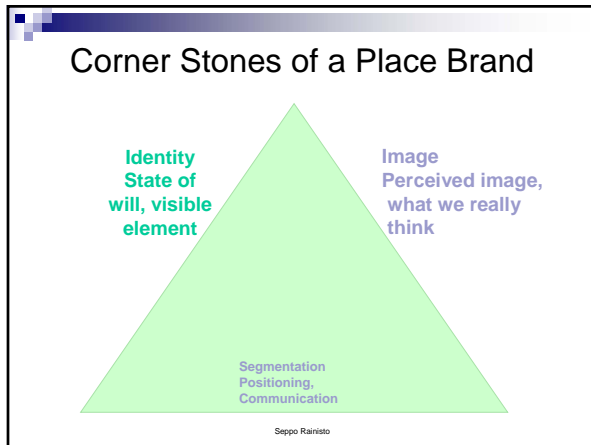 Corner Stones of a Place Brand
Identity
State of
will, visible
element
Image
Perceived image,
what we really
think
Segmentation
Positioning,
Communication
Seppo Rainisto